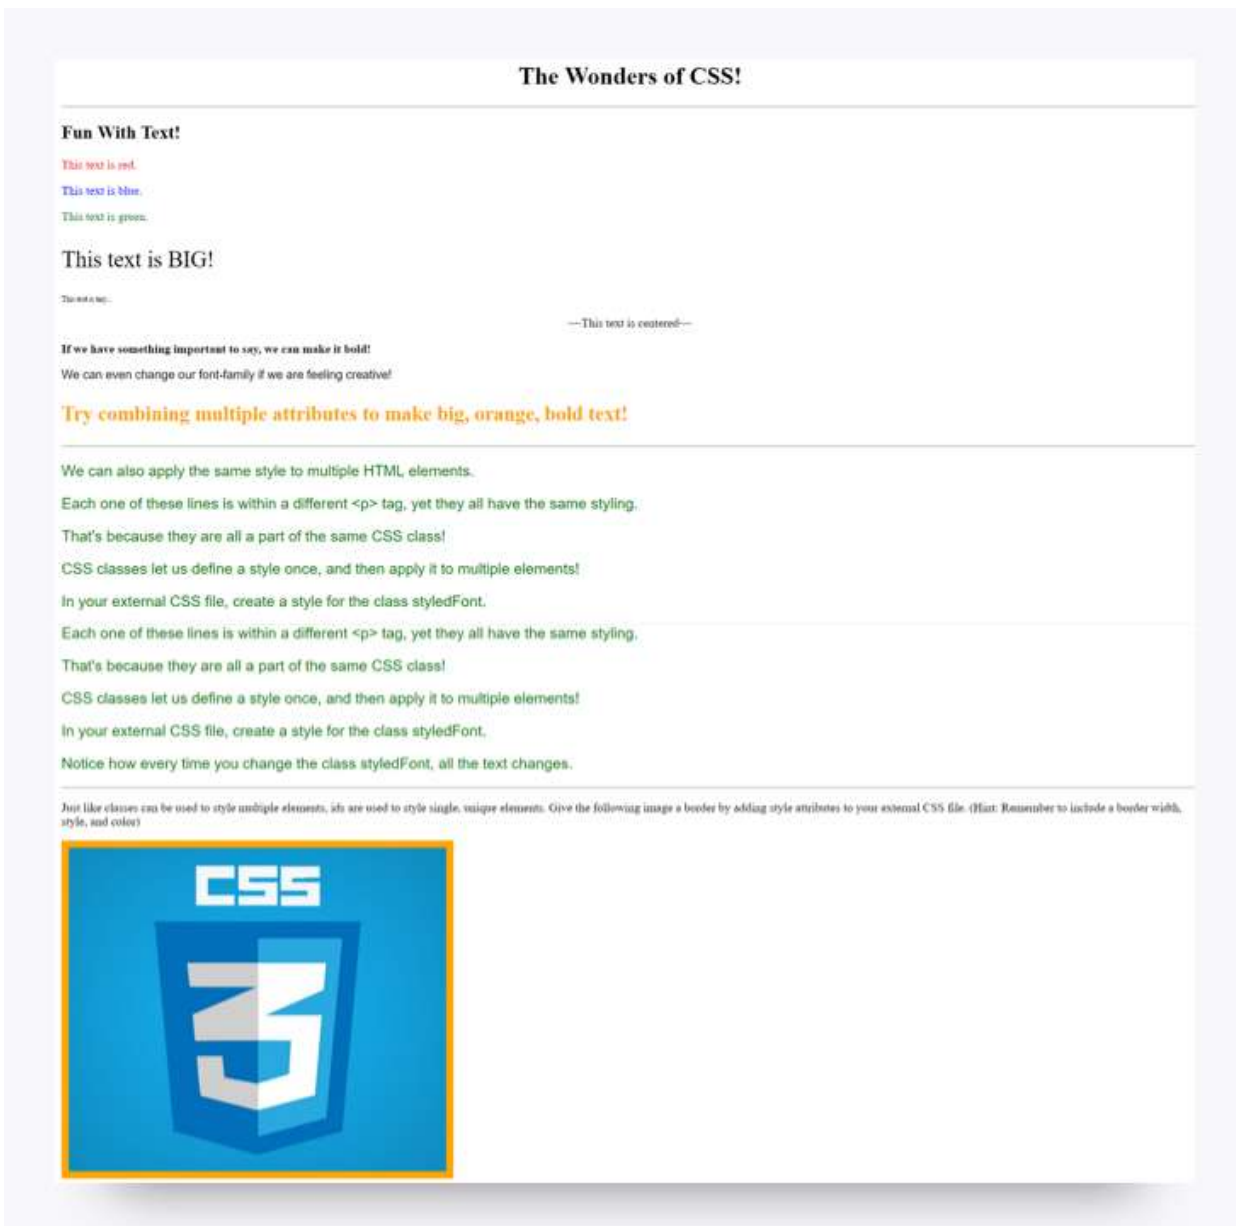 The Wonders of CSS!
Fun With Text!
This text is red.
This text is blue.
This text is green.
This text is BIG!
This text is tiny.
---This text is centered---
If we have something important to say, we can make it bold!
We can even change our font-family if we are feeling creative!
Try combining multiple attributes to make big, orange, bold text!
We can also apply the same style to multiple HTML elements.
Each one of these lines is within a different <p> tag, yet they all have the same styling.
That's because they are all a part of the same CSS class!
CSS classes let us define a style once, and then apply it to multiple elements!
In your external CSS file, create a style for the class styledFont.
Each one of these lines is within a different <p> tag, yet they all have the same styling.
That's because they are all a part of the same CSS class!
CSS classes let us define a style once, and then apply it to multiple elements!
In your external CSS file, create a style for the class styledFont.
Notice how every time you change the class styledFont, all the text changes.
Just like classes can be used to style multiple elements, ids are used to style single, unique elements. Give the following image a border by adding style attributes to your external CSS file. (Hint: Remember to include a border width,
style, and color)
CSS
3